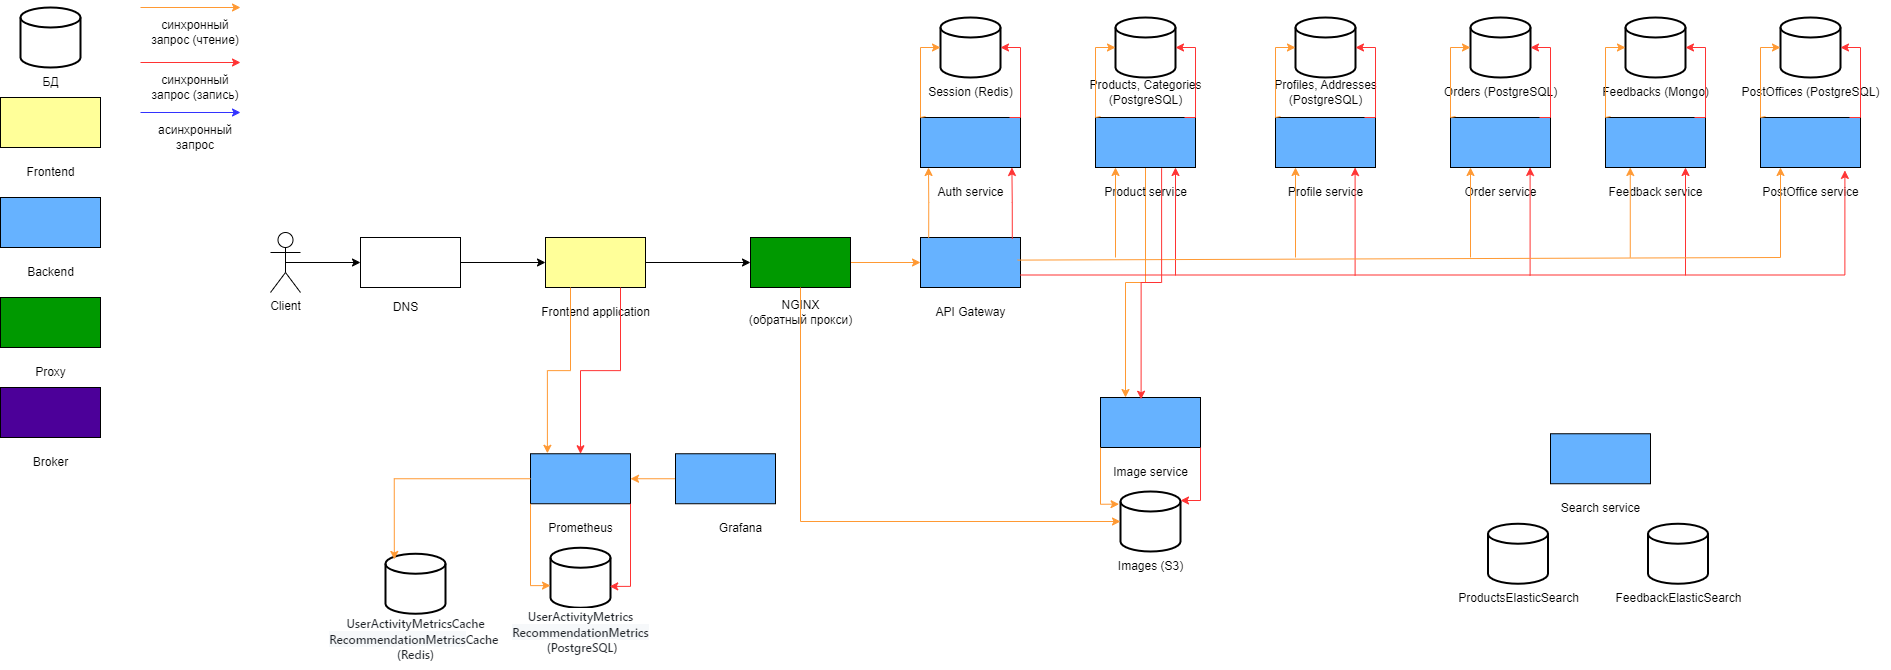 БД
синхронный
запрос (чтение)
синхронный
запрос (запись)
асинхронный
запрос
Frontend
Backend
Proxy
Broker
Client
DNS
Frontend application
NGINX
(обратный прокси)
API Gateway
Session (Redis)
Auth service
Products, Categories
(PostgreSQL)
Product service
Profiles, Addresses
(PostgreSQL)
Profile service
Orders (PostgreSQL)
Order service
Feedbacks (Mongo)
Feedback service
PostOffices (PostgreSQL)
PostOffice service
Image service
Images (S3)
Prometheus
Grafana
UserActivityMetricsCache
RecommendationMetricsCache
(Redis)
UserActivityMetrics
RecommendationMetrics
(PostgreSQL)
Search service
ProductsElasticSearch
FeedbackElasticSearch